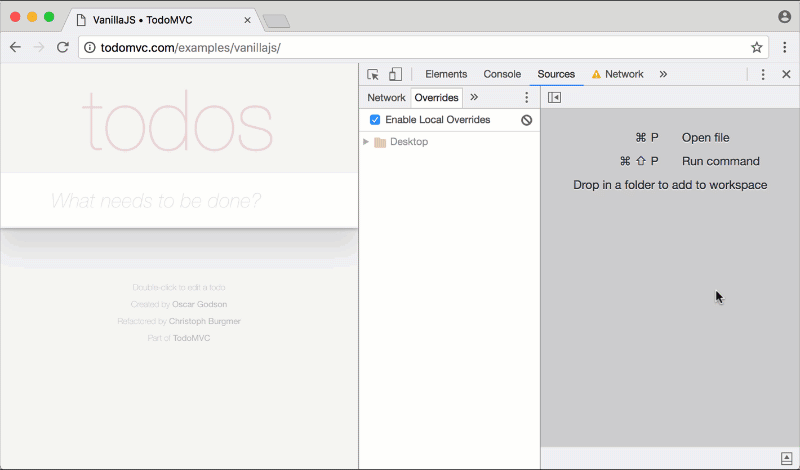 VanillaJS • TodoMVC
todomvc.com/examples/vanillajs/
Elements Console Sources Network »
Network Overrides »
Enable Local Overrides
Desktop
⌘ P Open file
⌘ ⇧ P Run command
Drop in a folder to add to workspace
todos
What needs to be done?
Double-click to edit a todo
Created by Oscar Godson
Refactored by Christoph Burgmer
Part of TodoMVC